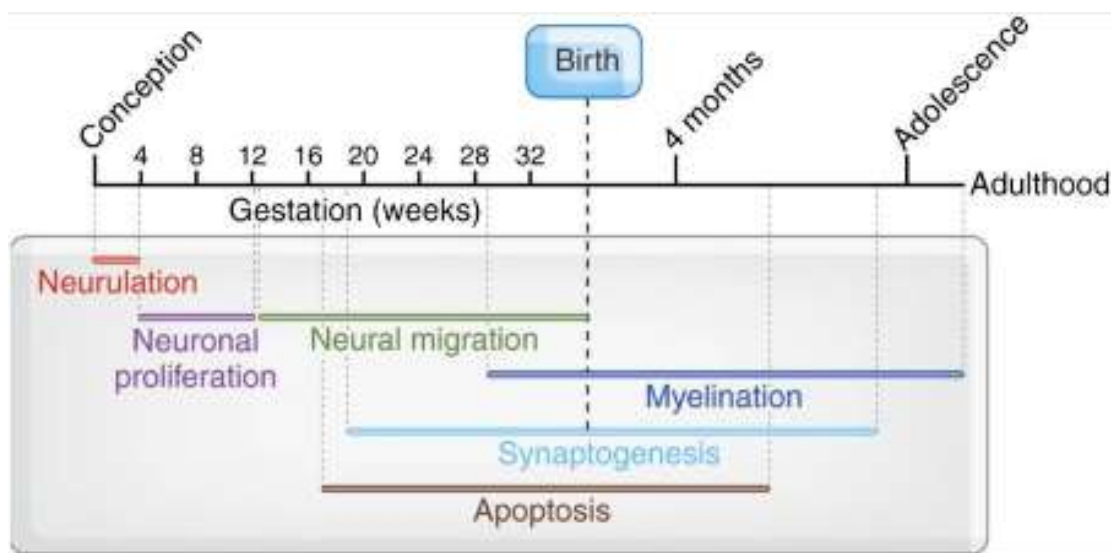 Conception
Birth
4 months
Adolescence
4 8 12 16 20 24 28 32
Adulthood
Gestation (weeks)
Neurulation
Neuronal
proliferation
Neural migration
Myelination
Synaptogenesis
Apoptosis